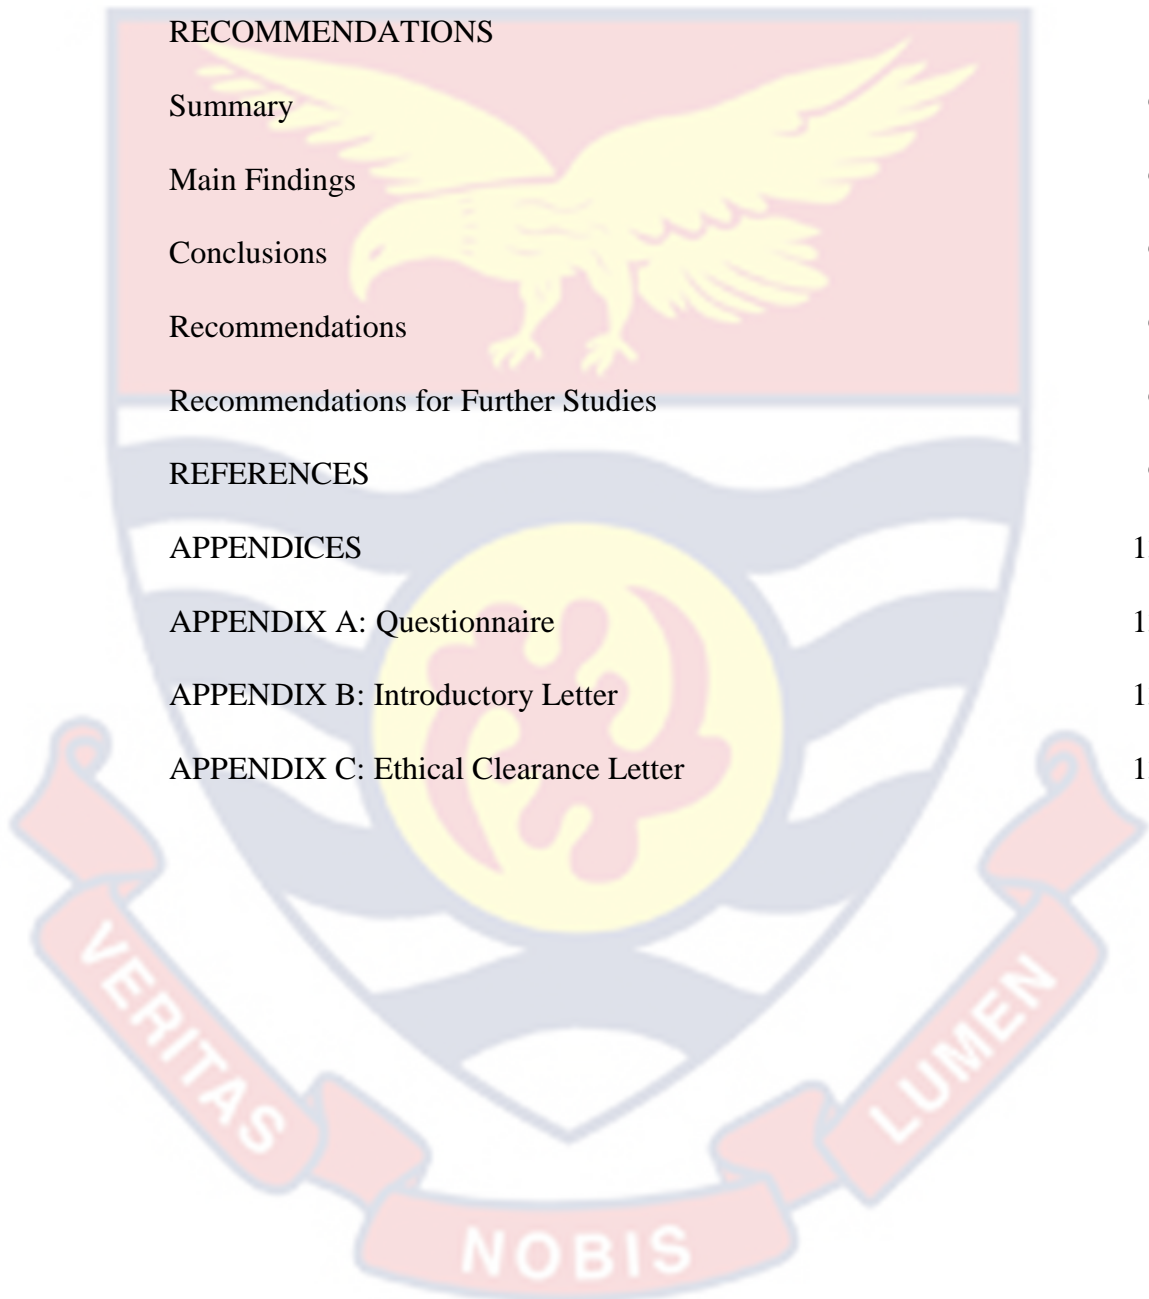 RECOMMENDATIONS
Summary
Main Findings
Conclusions
Recommendations
Recommendations for Further Studies
REFERENCES
APPENDICES
APPENDIX A: Questionnaire
APPENDIX B: Introductory Letter
APPENDIX C: Ethical Clearance Letter
VERITAS
NOBIS
LUMEN